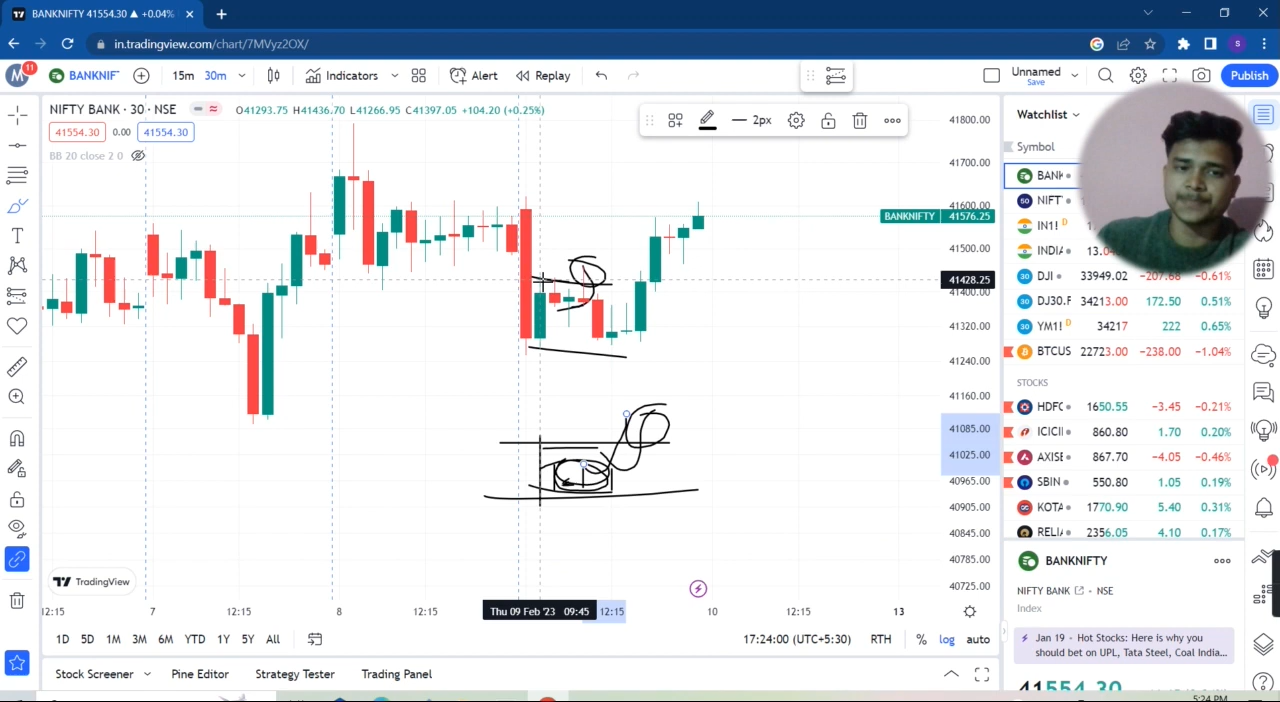 BANKNIFTY 41554.30 ▲ +0.04%
in.tradingview.com/chart/7MVyz2OX/
S
M 11 BANKNIF 15m 30m Indicators Alert Replay Unnamed Save Publish
NIFTY BANK · 30 · NSE O41293.75 H41436.70 L41266.95 C41397.05 +104.20 (+0.25%)
41554.30 0.00 41554.30
BB 20 close 2 0
2px
41800.00
41700.00
41600.00
BANKNIFTY 41576.25
41500.00
41428.25
41400.00
41320.00
41240.00
41160.00
41085.00
41025.00
40965.00
40905.00
40845.00
40785.00
40725.00
TradingView
12:15 7 12:15 8 12:15 Thu 09 Feb '23 09:45 12:15 10 12:15 13
1D 5D 1M 3M 6M YTD 1Y 5Y All 17:24:00 (UTC+5:30) RTH % log auto
Stock Screener Pine Editor Strategy Tester Trading Panel
Watchlist
Symbol
BANK
50 NIFT
IN1! D
INDIA 13.0
30 DJI 33949.02 −207.68 −0.61%
30 DJ30.F 34213.00 172.50 0.51%
30 YM1! D 34217 222 0.65%
BTCUS 22723.00 −238.00 −1.04%
STOCKS
HDFC 1650.55 −3.45 −0.21%
ICICI 860.80 1.70 0.20%
AXISE 867.70 −4.05 −0.46%
SBIN 550.80 1.05 0.19%
KOTA 1770.90 5.40 0.31%
RELIA 2356.05 4.10 0.17%
BANKNIFTY
NIFTY BANK · NSE
Index
Jan 19 · Hot Stocks: Here is why you
should bet on UPL, Tata Steel, Coal India...
41554.30
5:24 PM